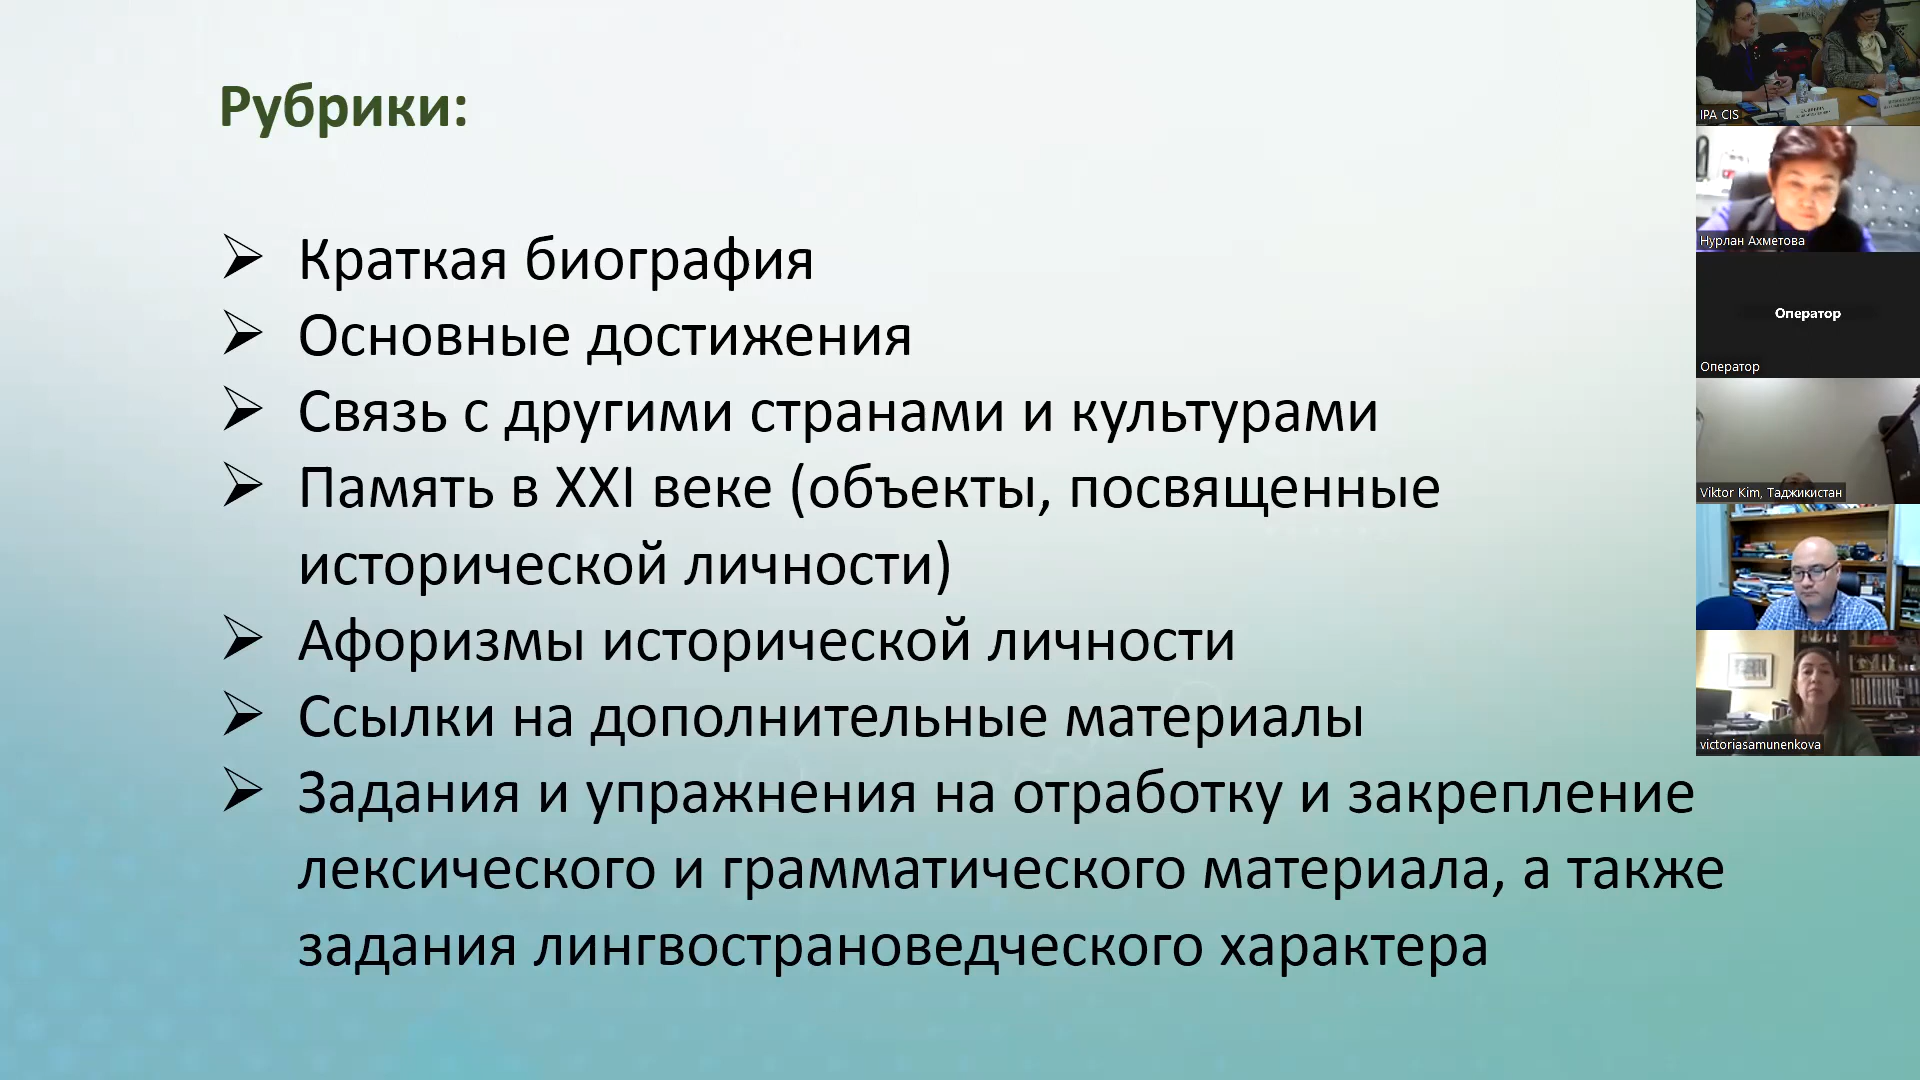 Рубрики:
Краткая биография
Основные достижения
Связь с другими странами и культурами
Память в XXI веке (объекты, посвященные
исторической личности)
Афоризмы исторической личности
Ссылки на дополнительные материалы
Задания и упражнения на отработку и закрепление
лексического и грамматического материала, а также
задания лингвострановедческого характера
IPA CIS
Нурлан Ахметова
Оператор
Оператор
Viktor Kim, Таджикистан
victoriasamunenkova